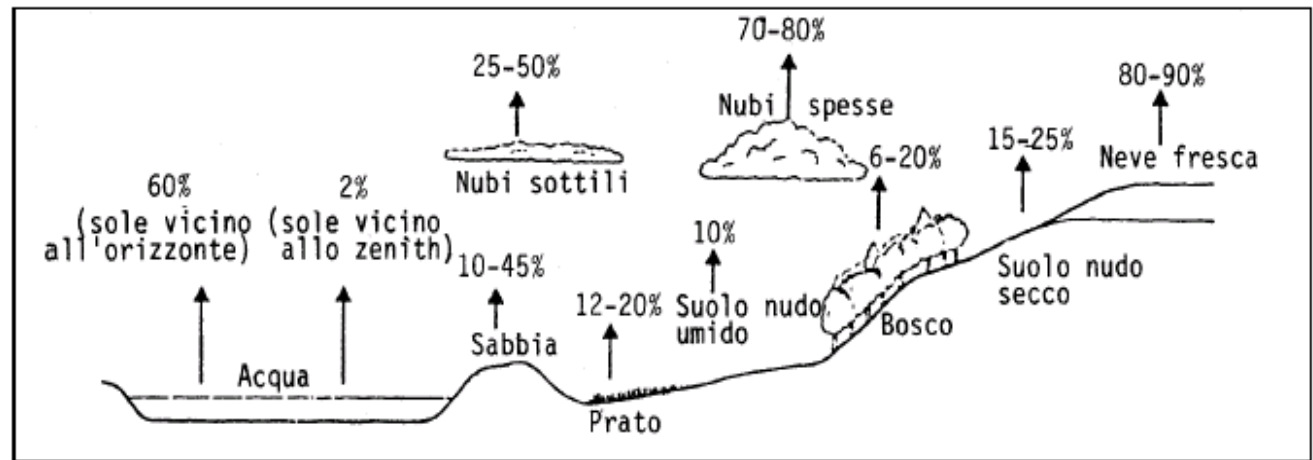 70-80%
25-50%
80-90%
Nubi spesse
6-20%
15-25%
Neve fresca
Nubi sottili
60%
(sole vicino
all'orizzonte)
2%
(sole vicino
allo zenith)
10-45%
10%
Suolo nudo
umido
Suolo nudo
secco
12-20%
Bosco
Sabbia
Acqua
Prato